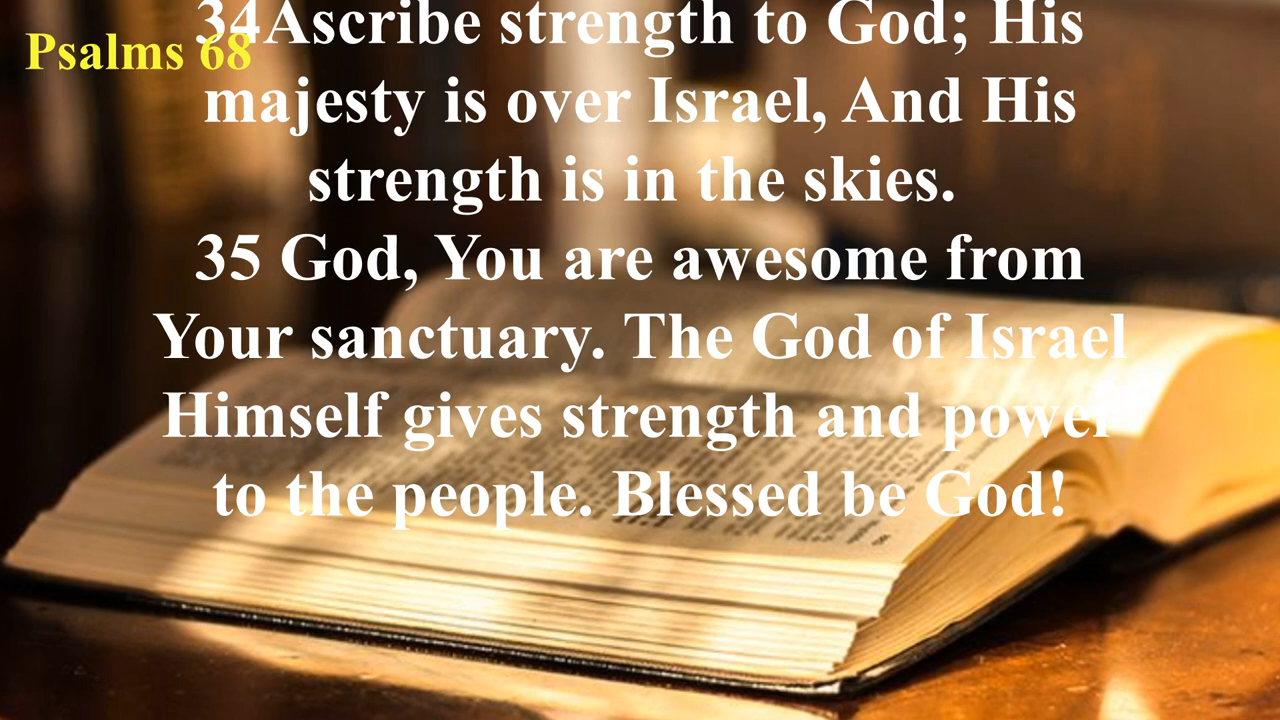 Psalms 68
34Ascribe strength to God; His
majesty is over Israel, And His
strength is in the skies.
35 God, You are awesome from
Your sanctuary. The God of Israel
Himself gives strength and power
to the people. Blessed be God!